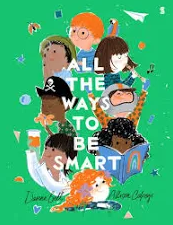 ALL
THE
WAYS
TO
BE
SMART
Davina Bell
Allison Colpoys